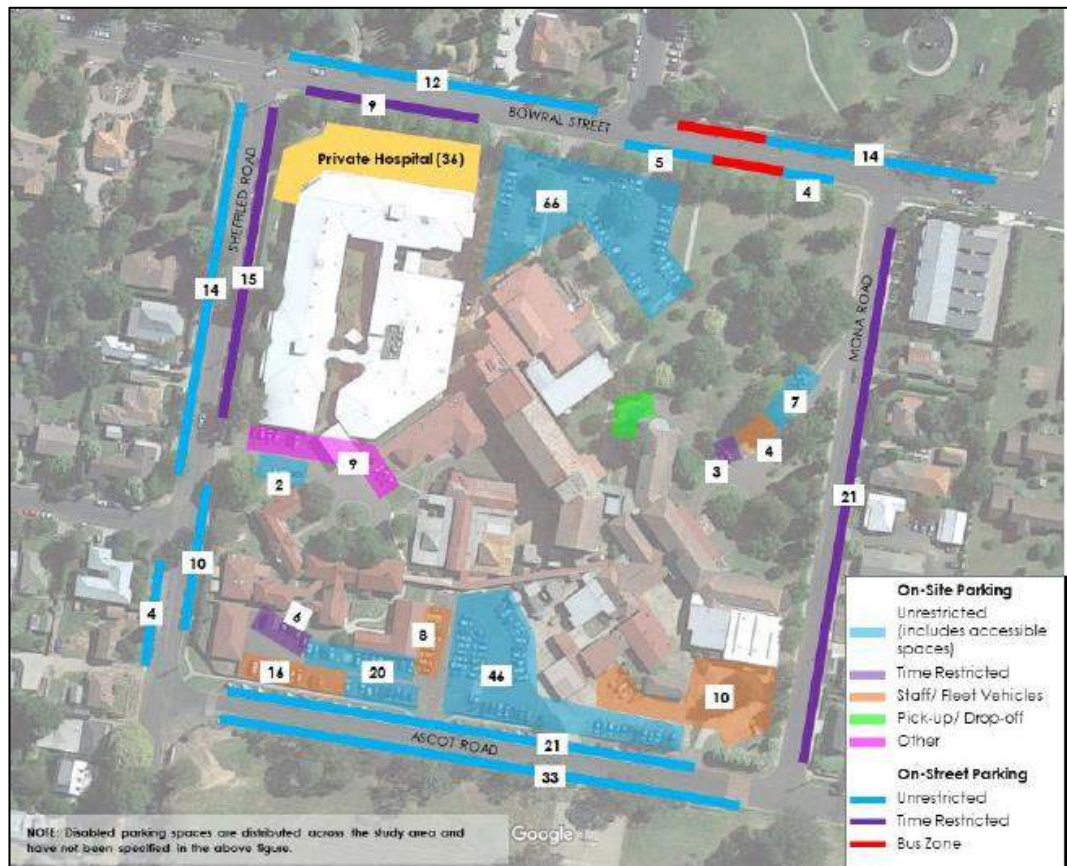 12
9
BOWRAL STREET
Private Hospital (36)
5
14
4
66
SHEFFIELD ROAD
15
14
MONA ROAD
7
4
3
9
2
21
10
4
6
8
16
20
46
10
21
ASCOT ROAD
33
On-Site Parking
Unrestricted
(includes accessible
spaces)
Time Restricted
Staff/ Fleet Vehicles
Pick-up/ Drop-off
Other
On-Street Parking
Unrestricted
Time Restricted
Bus Zone
NOTE: Disabled parking spaces are distributed across the study area and
have not been specified in the above figure.
Google